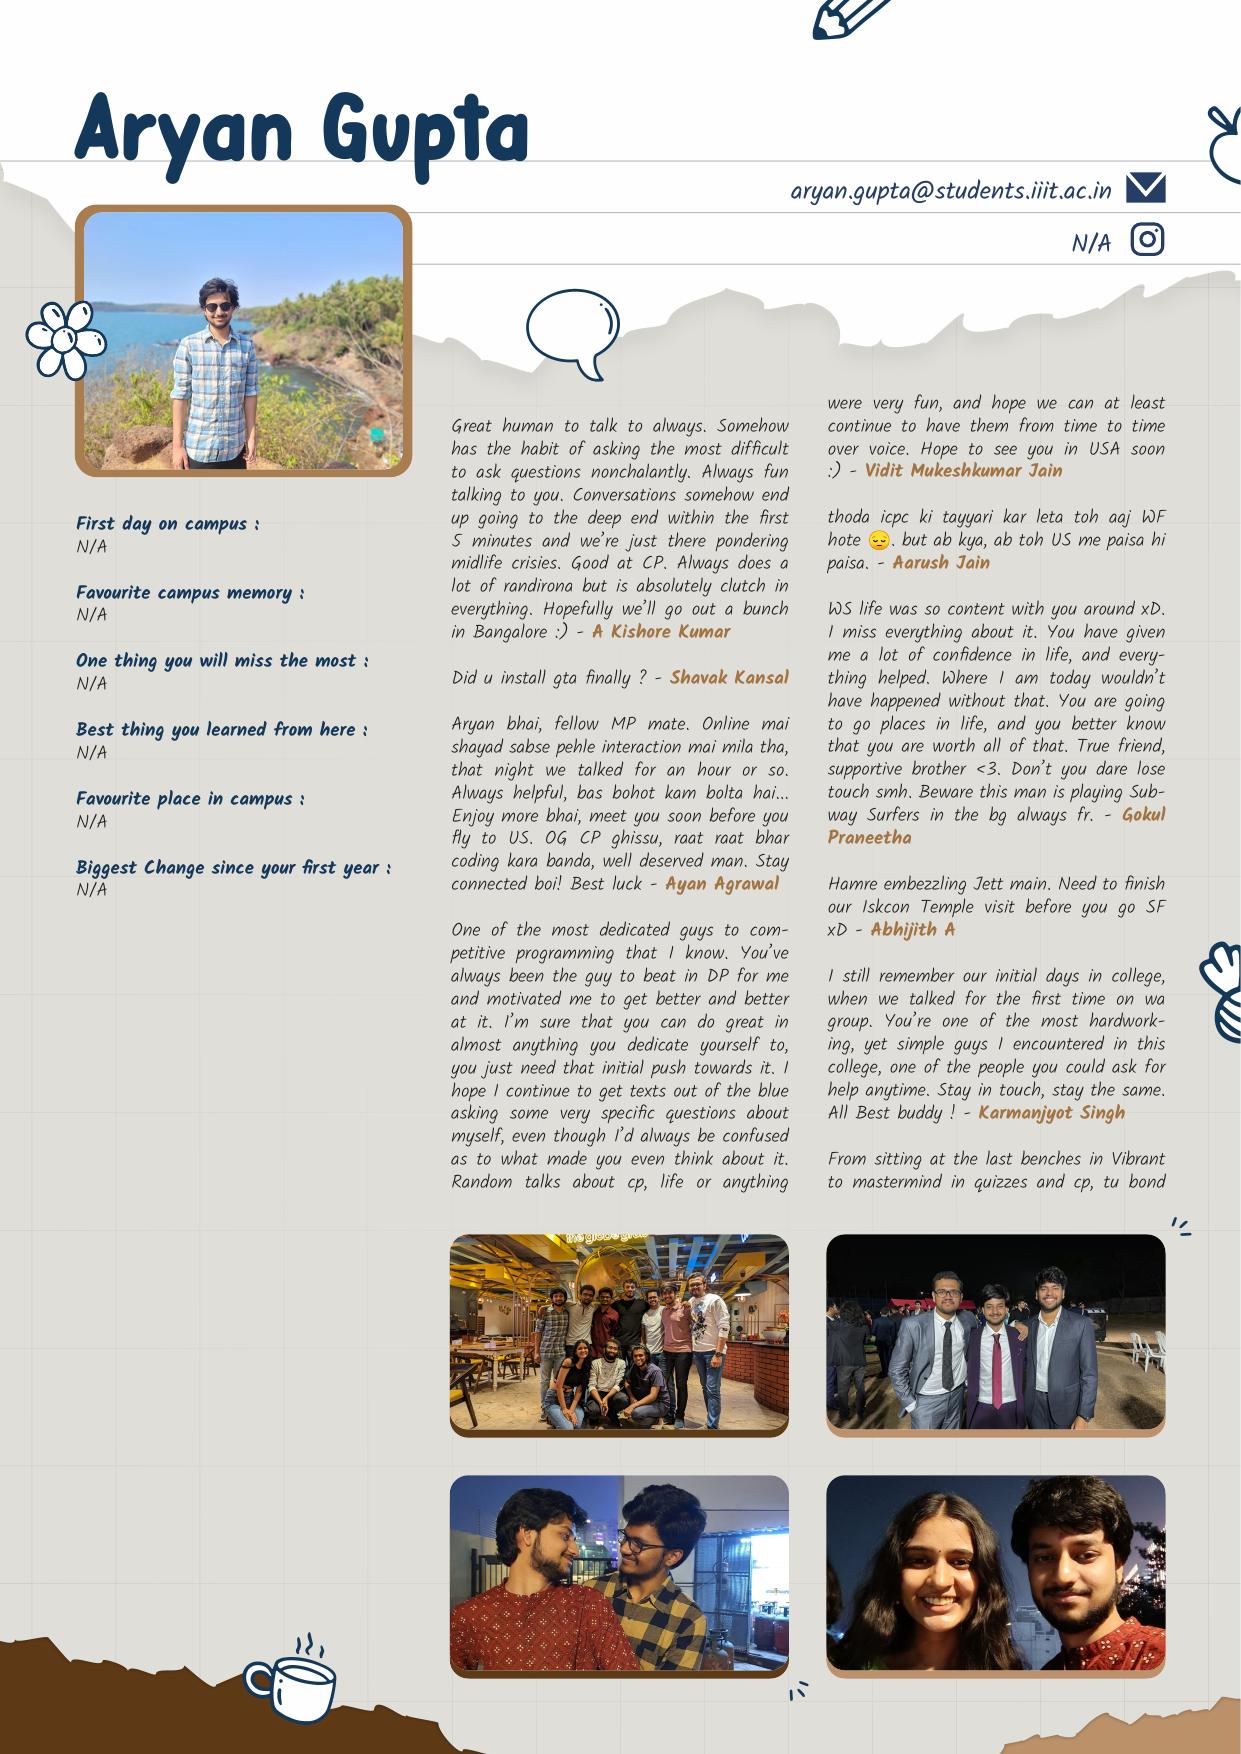 Aryan Gupta
aryan.gupta@students.iiit.ac.in
N/A
First day on campus :
N/A
Favourite campus memory :
N/A
One thing you will miss the most :
N/A
Best thing you learned from here :
N/A
Favourite place in campus :
N/A
Biggest Change since your first year :
N/A
Great human to talk to always. Somehow
has the habit of asking the most difficult
to ask questions nonchalantly. Always fun
talking to you. Conversations somehow end
up going to the deep end within the first
5 minutes and we're just there pondering
midlife crisies. Good at CP. Always does a
lot of randirona but is absolutely clutch in
everything. Hopefully we'll go out a bunch
in Bangalore :) - A Kishore Kumar
Did u install gta finally ? - Shavak Kansal
Aryan bhai, fellow MP mate. Online mai
shayad sabse pehle interaction mai mila tha,
that night we talked for an hour or so.
Always helpful, bas bohot kam bolta hai...
Enjoy more bhai, meet you soon before you
fly to US. OG CP ghissu, raat raat bhar
coding kara banda, well deserved man. Stay
connected boi! Best luck - Ayan Agrawal
One of the most dedicated guys to com-
petitive programming that I know. You've
always been the guy to beat in DP for me
and motivated me to get better and better
at it. I'm sure that you can do great in
almost anything you dedicate yourself to,
you just need that initial push towards it. I
hope I continue to get texts out of the blue
asking some very specific questions about
myself, even though I'd always be confused
as to what made you even think about it.
Random talks about cp, life or anything
were very fun, and hope we can at least
continue to have them from time to time
over voice. Hope to see you in USA soon
:) - Vidit Mukeshkumar Jain
thoda icpc ki tayyari kar leta toh aaj WF
hote 😔. but ab kya, ab toh US me paisa hi
paisa. - Aarush Jain
WS life was so content with you around xD.
I miss everything about it. You have given
me a lot of confidence in life, and every-
thing helped. Where I am today wouldn't
have happened without that. You are going
to go places in life, and you better know
that you are worth all of that. True friend,
supportive brother <3. Don't you dare lose
touch smh. Beware this man is playing Sub-
way Surfers in the bg always fr. - Gokul
Praneetha
Hamre embezzling Jett main. Need to finish
our Iskcon Temple visit before you go SF
xD - Abhijith A
I still remember our initial days in college,
when we talked for the first time on wa
group. You're one of the most hardwork-
ing, yet simple guys I encountered in this
college, one of the people you could ask for
help anytime. Stay in touch, stay the same.
All Best buddy ! - Karmanjyot Singh
From sitting at the last benches in Vibrant
to mastermind in quizzes and cp, tu bond
the globe grub